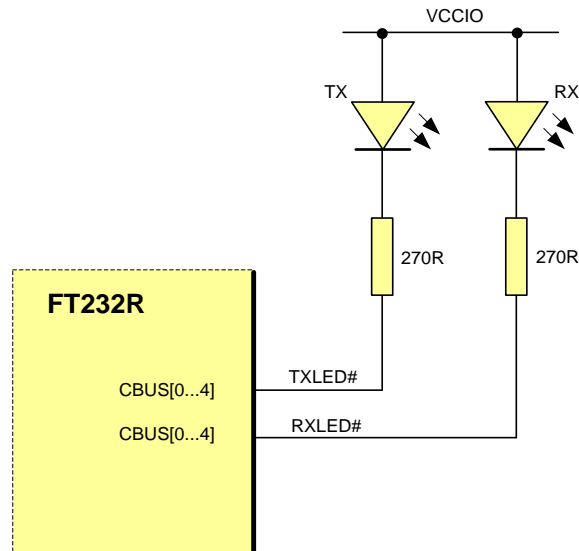 VCCIO
TX RX
270R 270R
FT232R
TXLED#
CBUS[0...4]
RXLED#
CBUS[0...4]